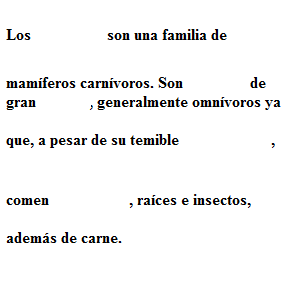 Los son una familia de
mamíferos carnívoros. Son de
gran , generalmente omnívoros ya
que, a pesar de su temible ,
comen , raíces e insectos,
además de carne.